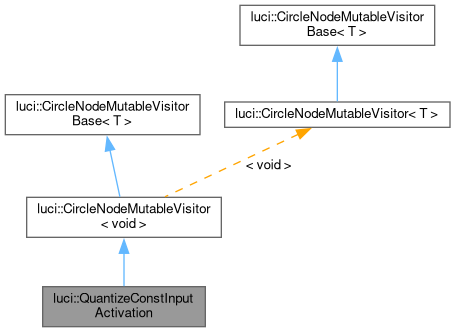 luci::CircleNodeMutableVisitor
Base< T >
luci::CircleNodeMutableVisitor
Base< T >
luci::CircleNodeMutableVisitor< T >
< void >
luci::CircleNodeMutableVisitor
< void >
luci::QuantizeConstInput
Activation